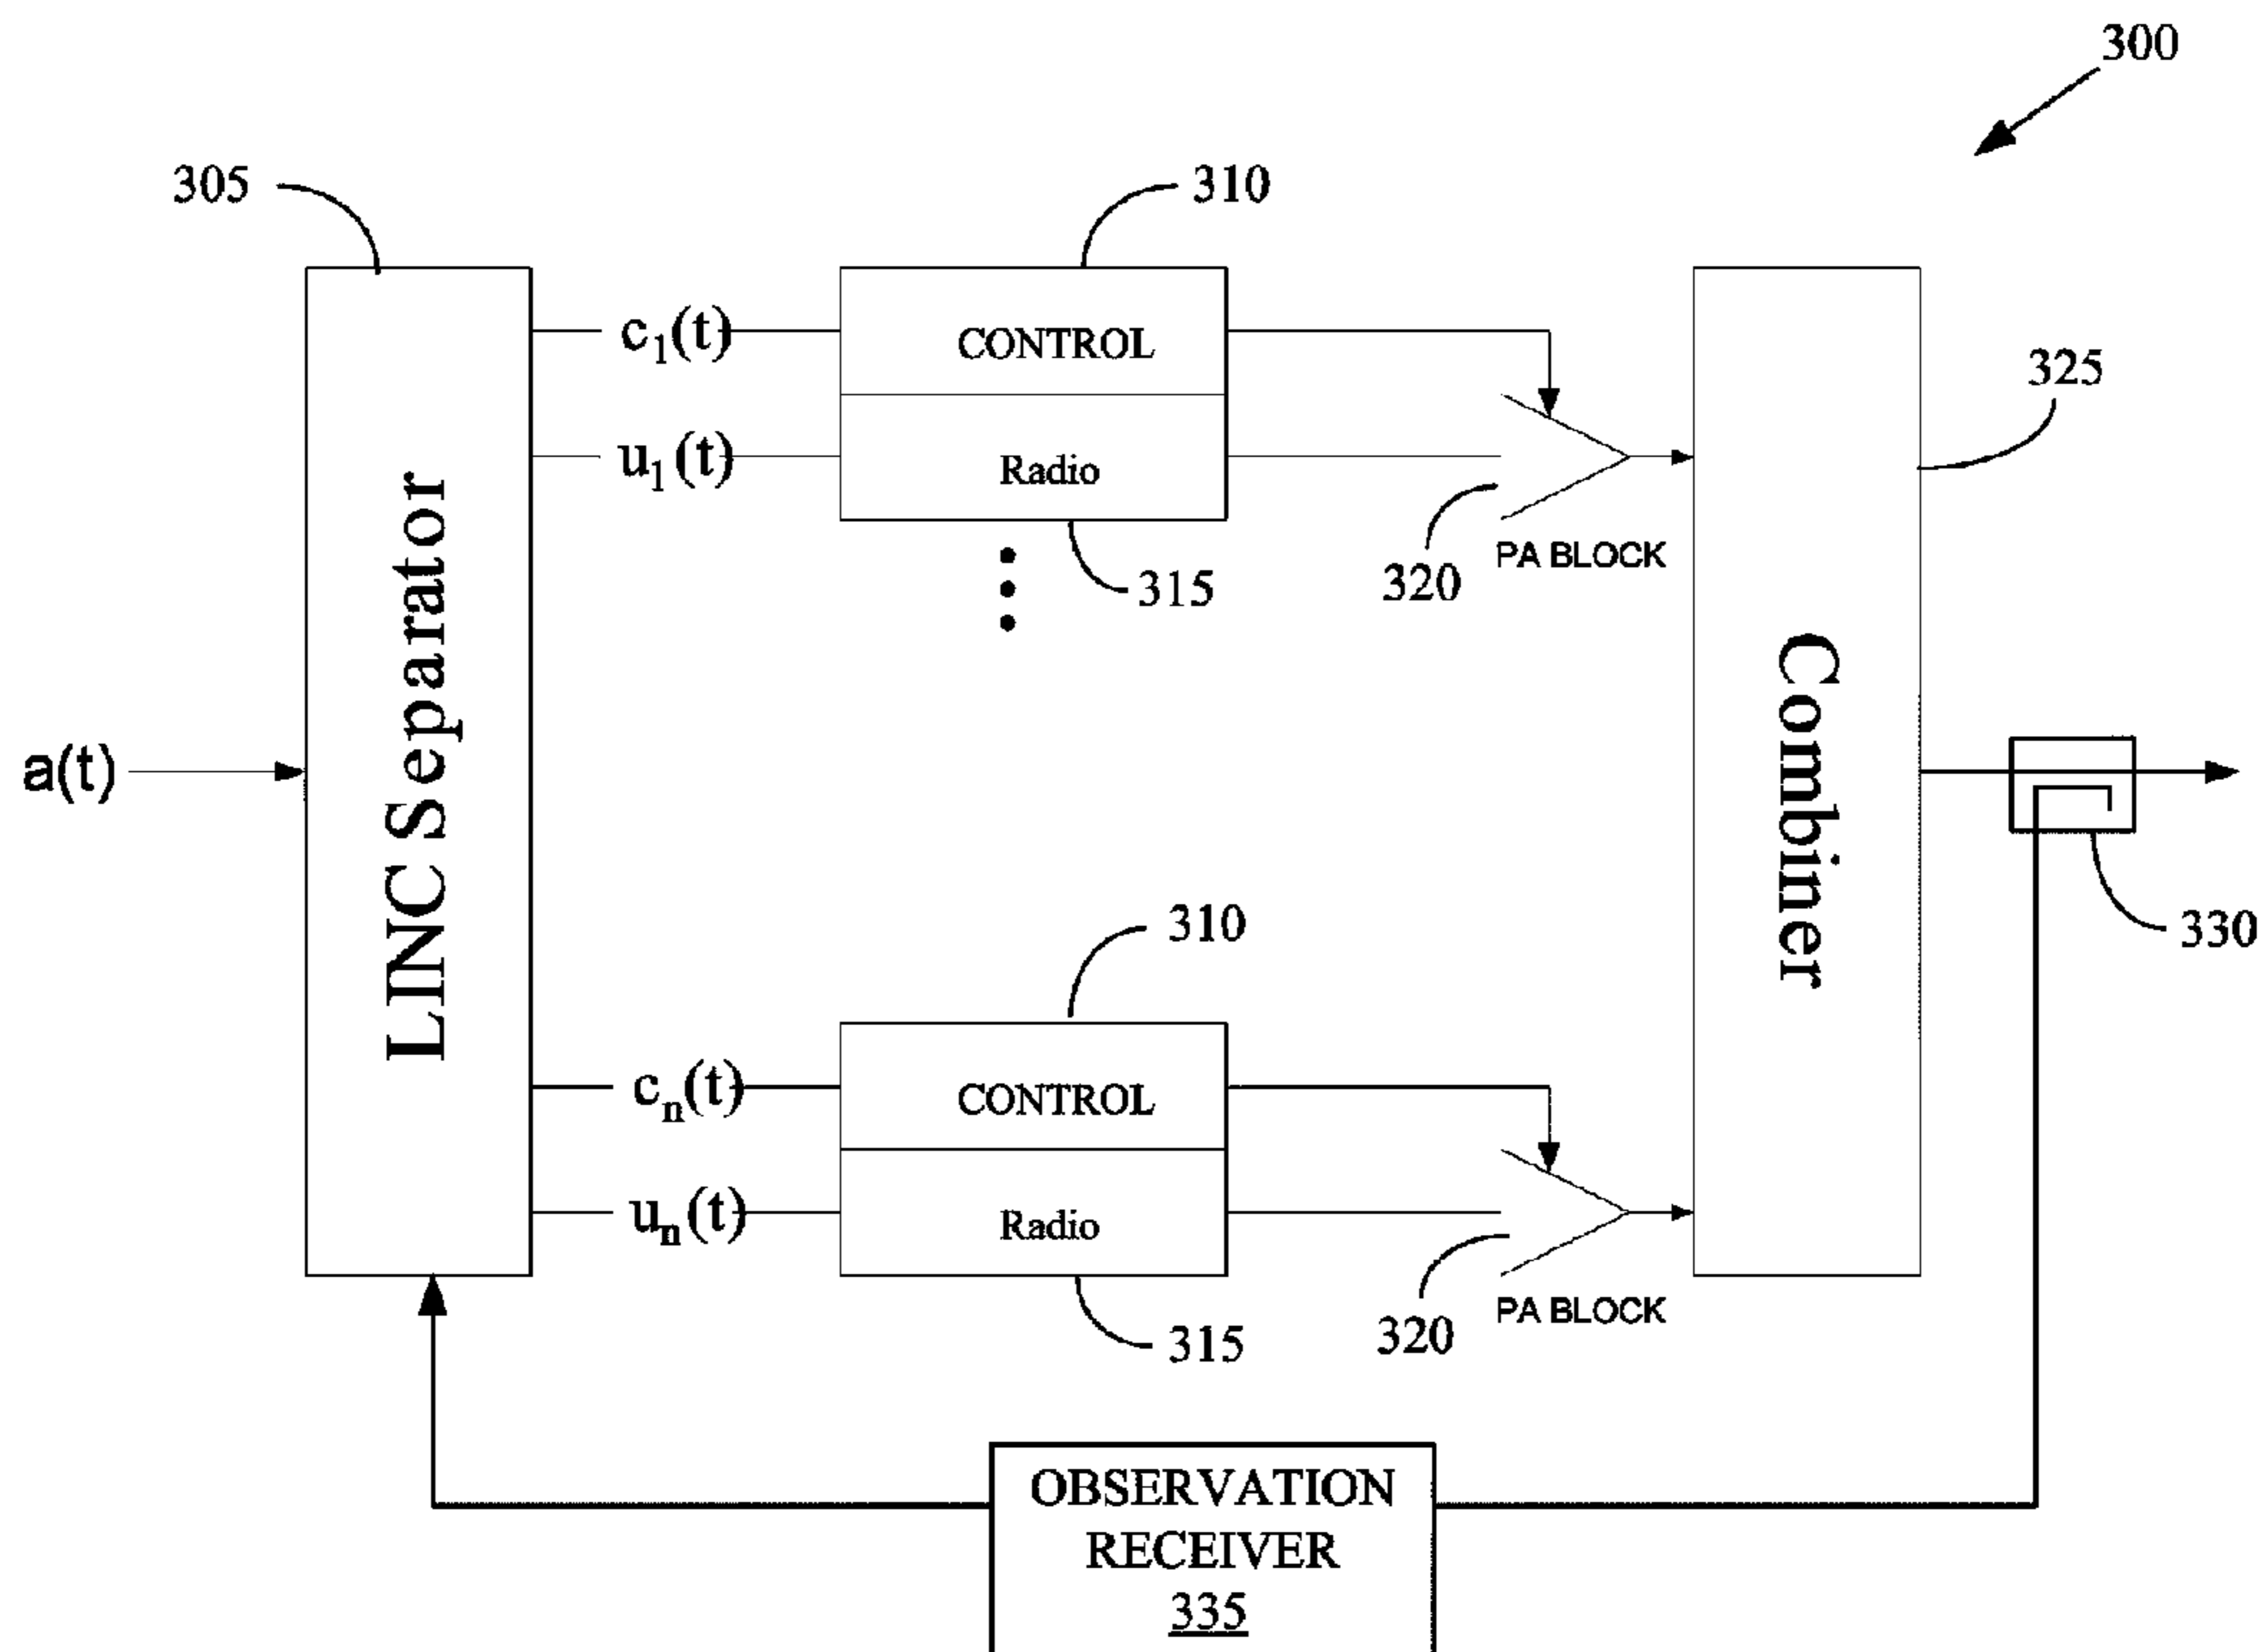 300
305
310
c₁(t)
CONTROL
325
u₁(t)
Radio
PA BLOCK
320
315
LINC Separator
Combiner
a(t)
330
310
cₙ(t)
CONTROL
uₙ(t)
Radio
PA BLOCK
320
315
OBSERVATION
RECEIVER
335